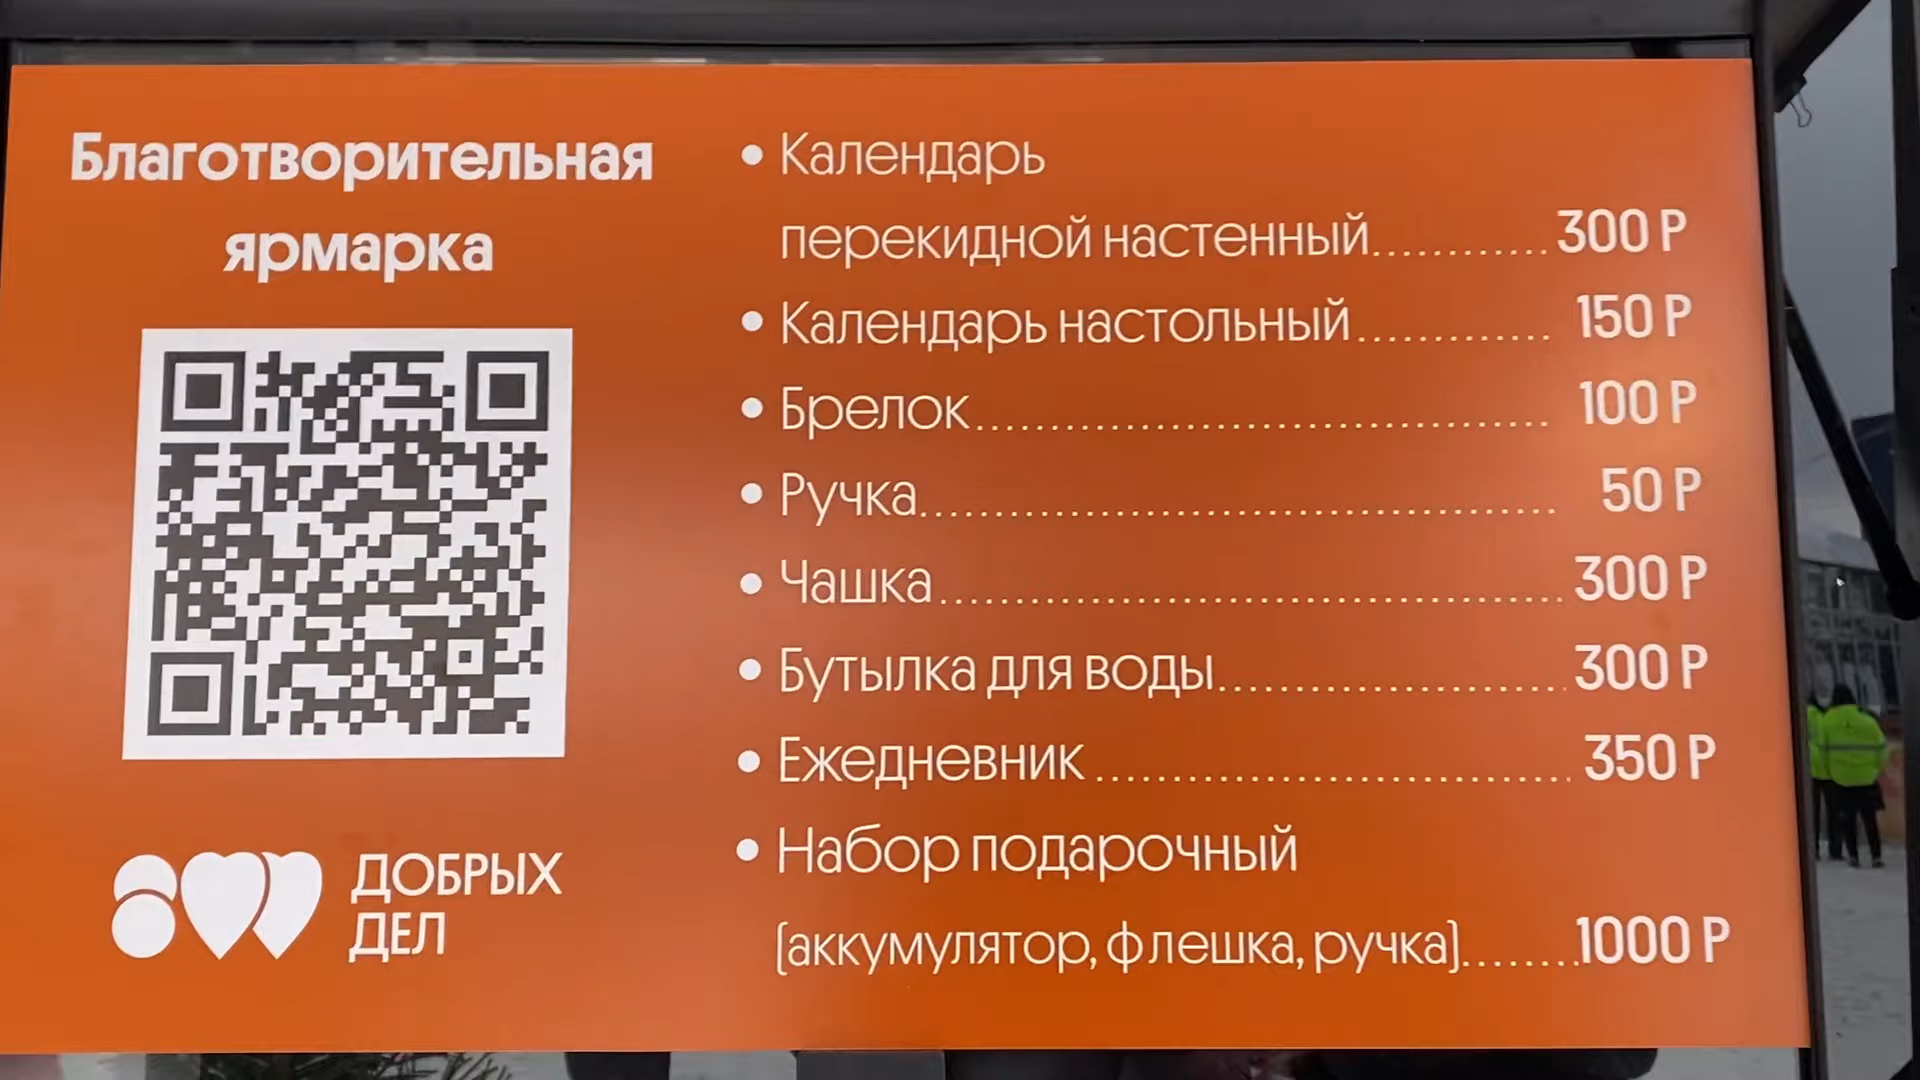 Благотворительная
ярмарка
ДОБРЫХ
ДЕЛ
• Календарь
перекидной настенный............300 Р
• Календарь настольный............. 150 Р
• Брелок....................................... 100 Р
• Ручка........................................... 50 Р
• Чашка..........................................300 Р
• Бутылка для воды.......................300 Р
• Ежедневник................................350 Р
• Набор подарочный
(аккумулятор, флешка, ручка)........1000 Р